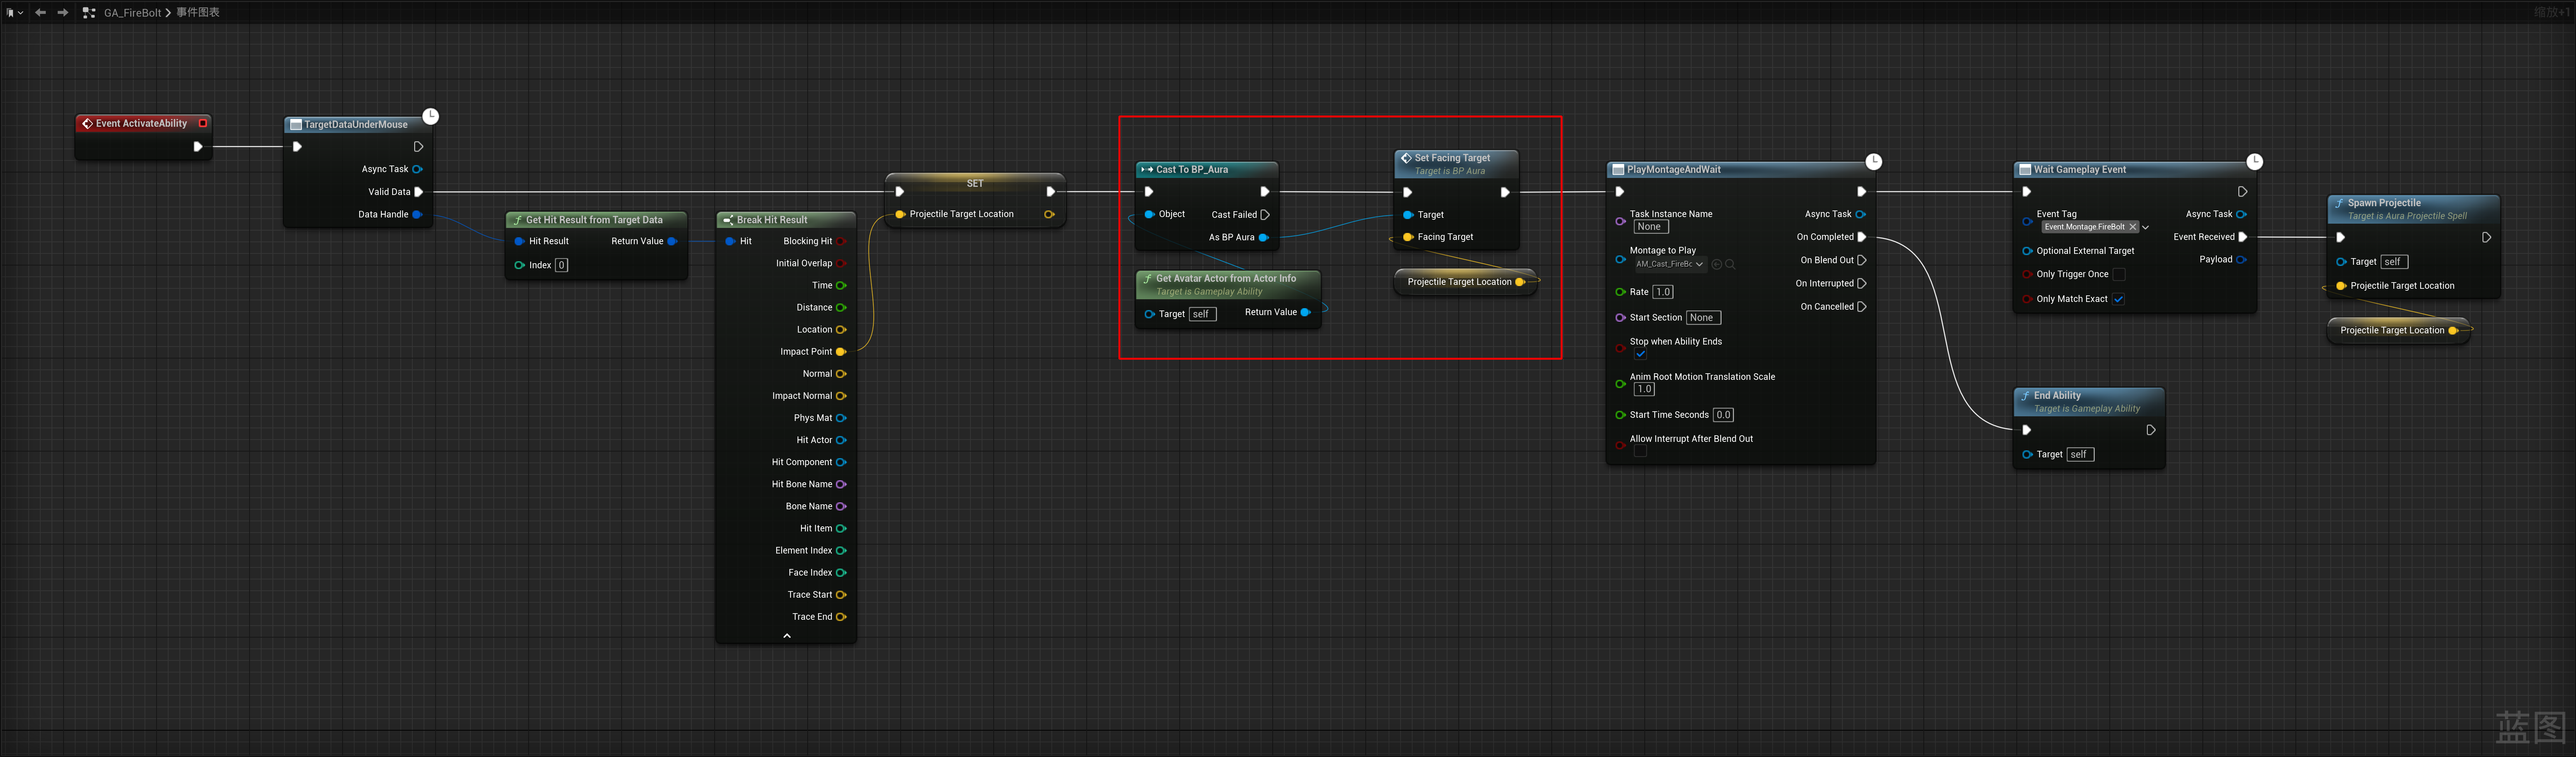 GA_FireBolt > 事件图表
缩放+1
Event ActivateAbility
TargetDataUnderMouse
Async Task
Valid Data
Data Handle
Get Hit Result from Target Data
Hit Result
Return Value
Index 0
Break Hit Result
Hit
Blocking Hit
Initial Overlap
Time
Distance
Location
Impact Point
Normal
Impact Normal
Phys Mat
Hit Actor
Hit Component
Hit Bone Name
Bone Name
Hit Item
Element Index
Face Index
Trace Start
Trace End
SET
Projectile Target Location
Cast To BP_Aura
Object
Cast Failed
As BP Aura
Get Avatar Actor from Actor Info
Target is Gameplay Ability
Target self
Return Value
Set Facing Target
Target is BP Aura
Target
Facing Target
Projectile Target Location
PlayMontageAndWait
Task Instance Name
None
Montage to Play
AM_Cast_FireBc
Rate 1.0
Start Section None
Stop when Ability Ends
Anim Root Motion Translation Scale
1.0
Start Time Seconds 0.0
Allow Interrupt After Blend Out
Async Task
On Completed
On Blend Out
On Interrupted
On Cancelled
Wait Gameplay Event
Event Tag
Event.Montage.FireBolt
Optional External Target
Only Trigger Once
Only Match Exact
Async Task
Event Received
Payload
End Ability
Target is Gameplay Ability
Target self
Spawn Projectile
Target is Aura Projectile Spell
Target self
Projectile Target Location
Projectile Target Location
蓝图